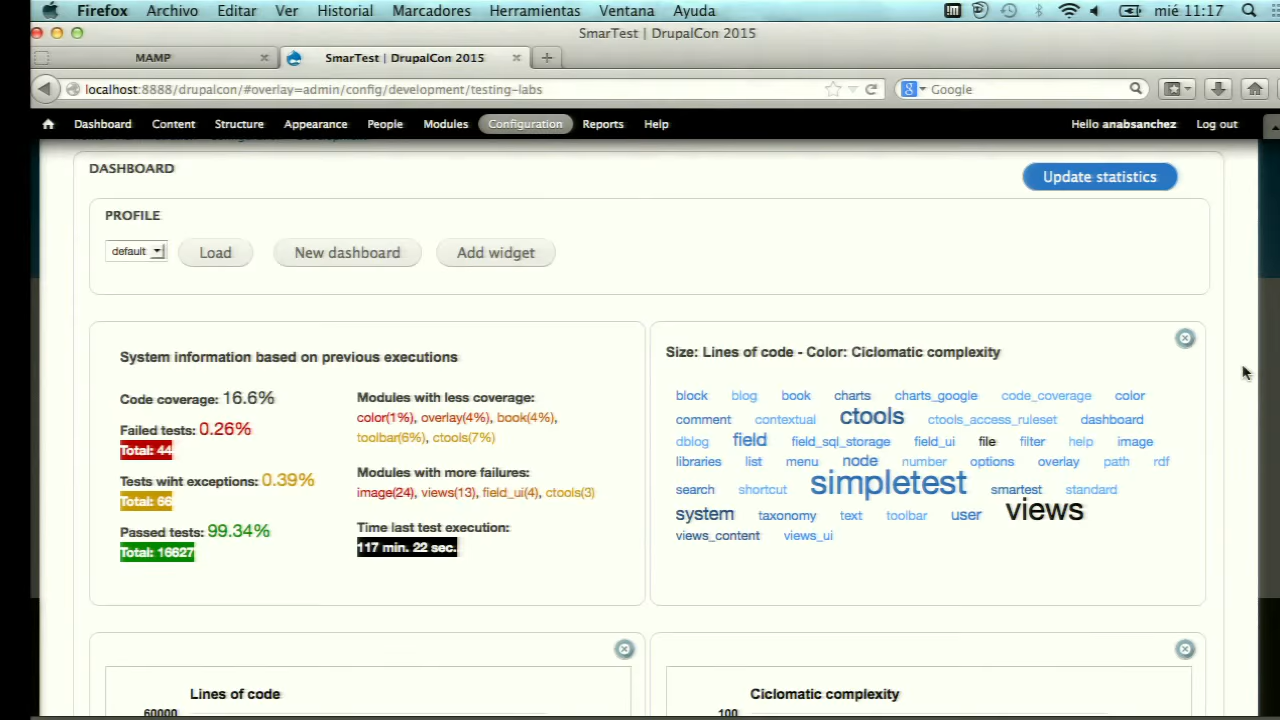 Firefox Archivo Editar Ver Historial Marcadores Herramientas Ventana Ayuda mié 11:17
SmarTest | DrupalCon 2015
MAMP SmarTest | DrupalCon 2015
localhost:8888/drupalcon/#overlay=admin/config/development/testing-labs Google
Dashboard Content Structure Appearance People Modules Configuration Reports Help Hello anabsanchez Log out
DASHBOARD
Update statistics
PROFILE
default Load New dashboard Add widget
System information based on previous executions
Code coverage: 16.6%
Failed tests: 0.26%
Total: 44
Tests wiht exceptions: 0.39%
Total: 66
Passed tests: 99.34%
Total: 16627
Modules with less coverage:
color(1%), overlay(4%), book(4%),
toolbar(6%), ctools(7%)
Modules with more failures:
image(24), views(13), field_ui(4), ctools(3)
Time last test execution:
117 min. 22 sec.
Size: Lines of code - Color: Ciclomatic complexity
block blog book charts charts_google code_coverage color
comment contextual ctools ctools_access_ruleset dashboard
dblog field field_sql_storage field_ui file filter help image
libraries list menu node number options overlay path rdf
search shortcut simpletest smartest standard
system taxonomy text toolbar user views
views_content views_ui
Lines of code
60000
Ciclomatic complexity
100